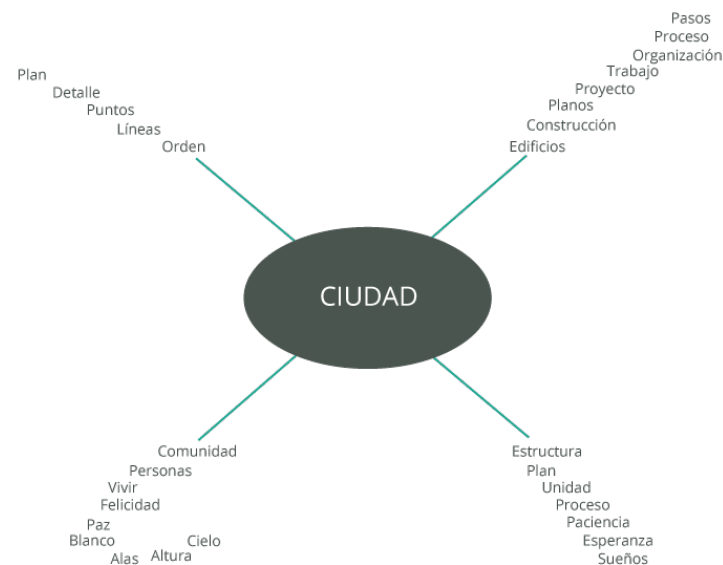 Plan
Detalle
Puntos
Líneas
Orden
Pasos
Proceso
Organización
Trabajo
Proyecto
Planos
Construcción
Edificios
CIUDAD
Comunidad
Personas
Vivir
Felicidad
Paz
Blanco
Alas
Altura
Cielo
Estructura
Plan
Unidad
Proceso
Paciencia
Esperanza
Sueños